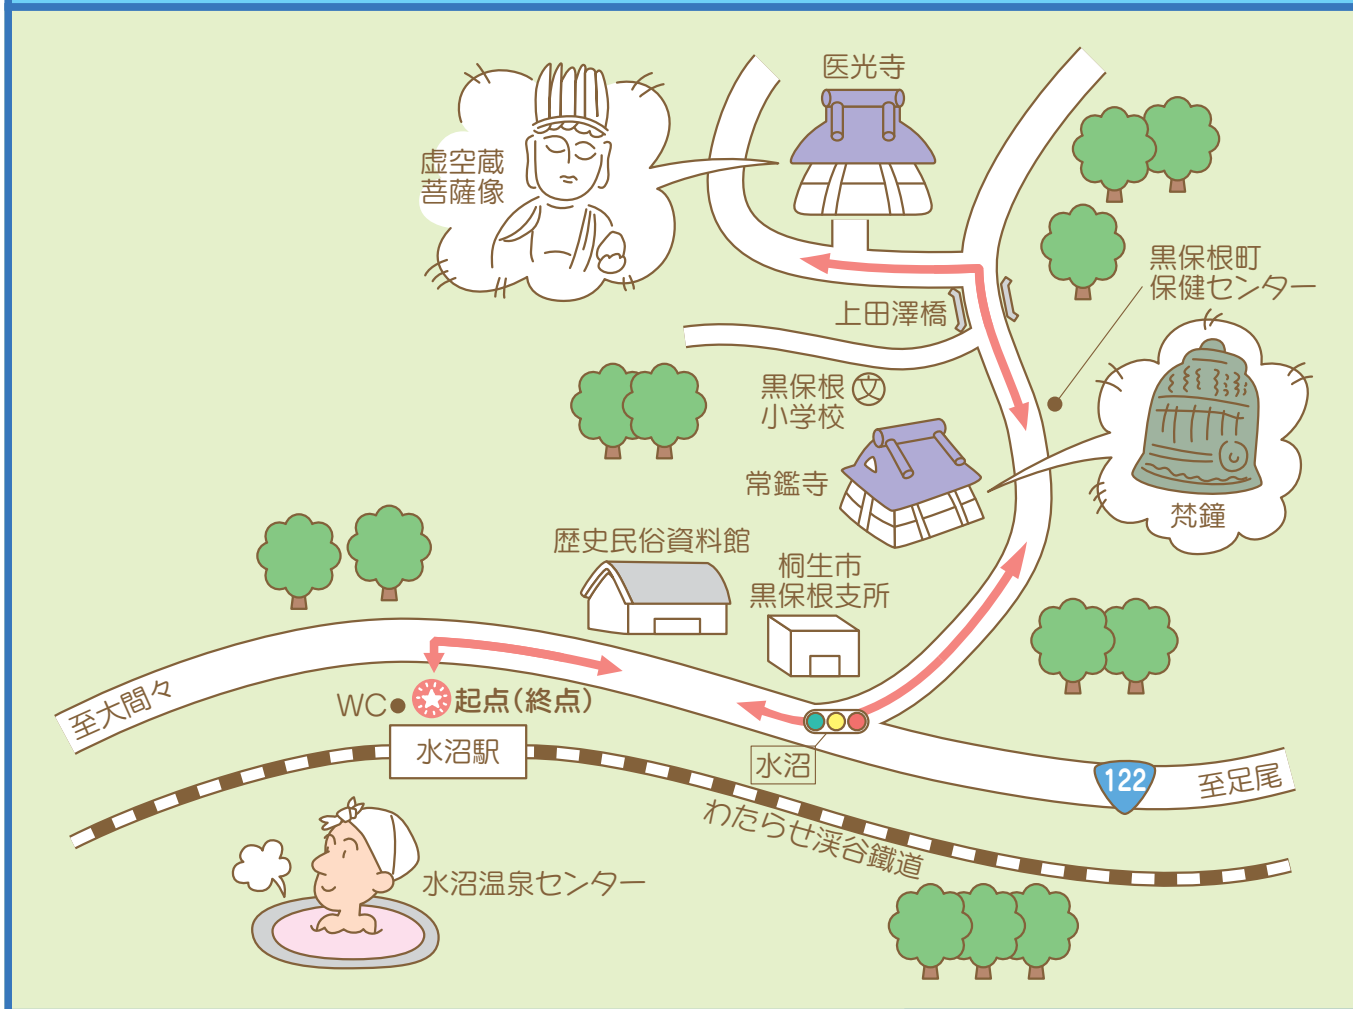 医光寺
虚空蔵
菩薩像
黒保根町
保健センター
上田澤橋
黒保根
小学校
文
常鑑寺
梵鐘
歴史民俗資料館
桐生市
黒保根支所
至大間々
WC
起点(終点)
水沼駅
水沼
122
至足尾
わたらせ渓谷鐵道
水沼温泉センター